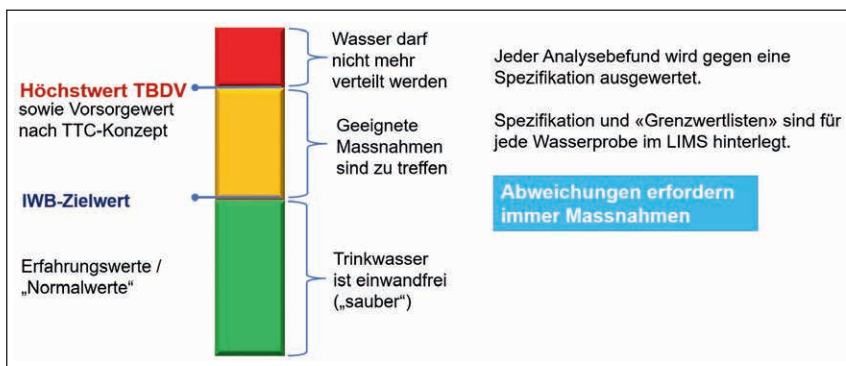 Höchstwert TBDV
sowie Vorsorgewert
nach TTC-Konzept
IWB-Zielwert
Erfahrungswerte /
„Normalwerte“
Wasser darf
nicht mehr
verteilt werden
Geeignete
Massnahmen
sind zu treffen
Trinkwasser
ist einwandfrei
(„sauber“)
Jeder Analysebefund wird gegen eine
Spezifikation ausgewertet.
Spezifikation und «Grenzwertlisten» sind für
jede Wasserprobe im LIMS hinterlegt.
Abweichungen erfordern
immer Massnahmen